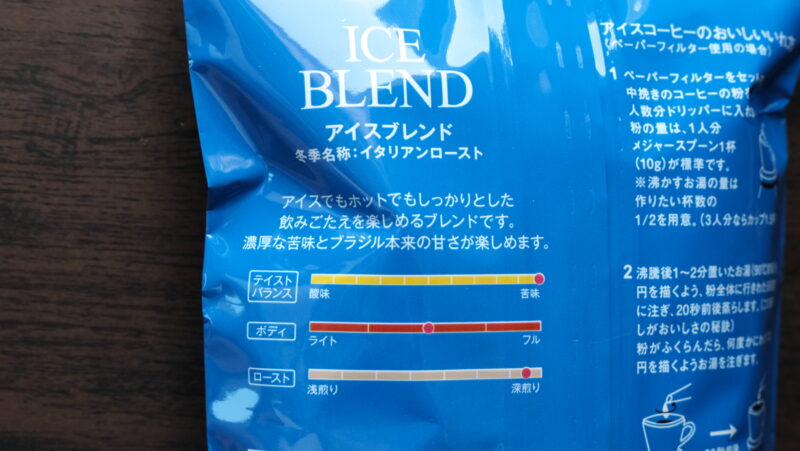 ICE
BLEND
アイスブレンド
冬季名称:イタリアンロースト
アイスでもホットでもしっかりとした
飲みごたえを楽しめるブレンドです。
濃厚な苦味とブラジル本来の甘さが楽しめます。
テイスト
バランス
酸味 苦味
ボディ
ライト フル
ロースト
浅煎り 深煎り
アイスコーヒーのおいしいいれ方
(ペーパーフィルター使用の場合)
1 ペーパーフィルターをセット
中挽きのコーヒーの粉を
人数分ドリッパーに入れ
粉の量は、1人分
メジャースプーン1杯
(10g)が標準です。
※沸かすお湯の量は
作りたい杯数の
1/2を用意。(3人分ならカップ1.5
2 沸騰後1〜2分置いたお湯(90℃
円を描くよう、粉全体に行きわた
に注ぎ、20秒前後蒸らします。
しがおいしさの秘訣)
粉がふくらんだら、何度かにわけ
円を描くようお湯を注ぎます。